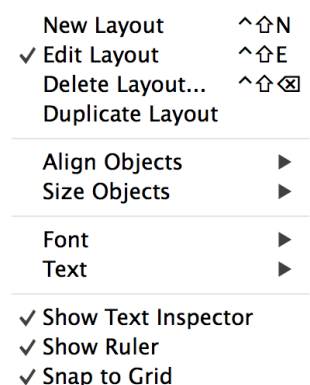 New Layout ^⇧N
✓ Edit Layout ^⇧E
Delete Layout... ^⇧⌫
Duplicate Layout
Align Objects ▶
Size Objects ▶
Font ▶
Text ▶
✓ Show Text Inspector
✓ Show Ruler
✓ Snap to Grid